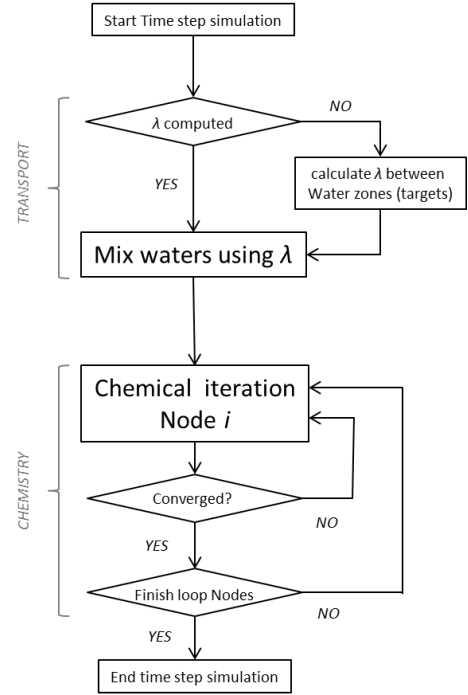 Start Time step simulation
TRANSPORT
λ computed
NO
YES
calculate λ between
Water zones (targets)
Mix waters using λ
CHEMISTRY
Chemical iteration
Node i
Converged?
NO
YES
Finish loop Nodes
NO
YES
End time step simulation